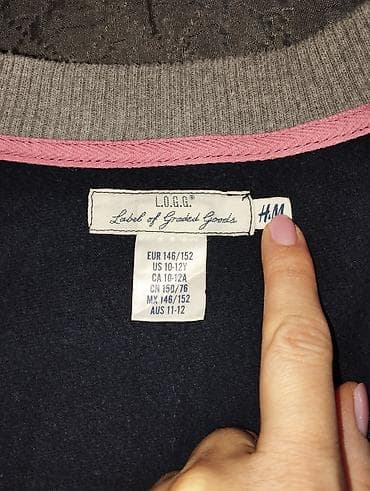 L.O.G.G.®
Label of Graded Goods
H&M
EUR 146/152
US 10-12Y
CA 10-12A
CN 150/76
MX 146/152
AUS 11-12